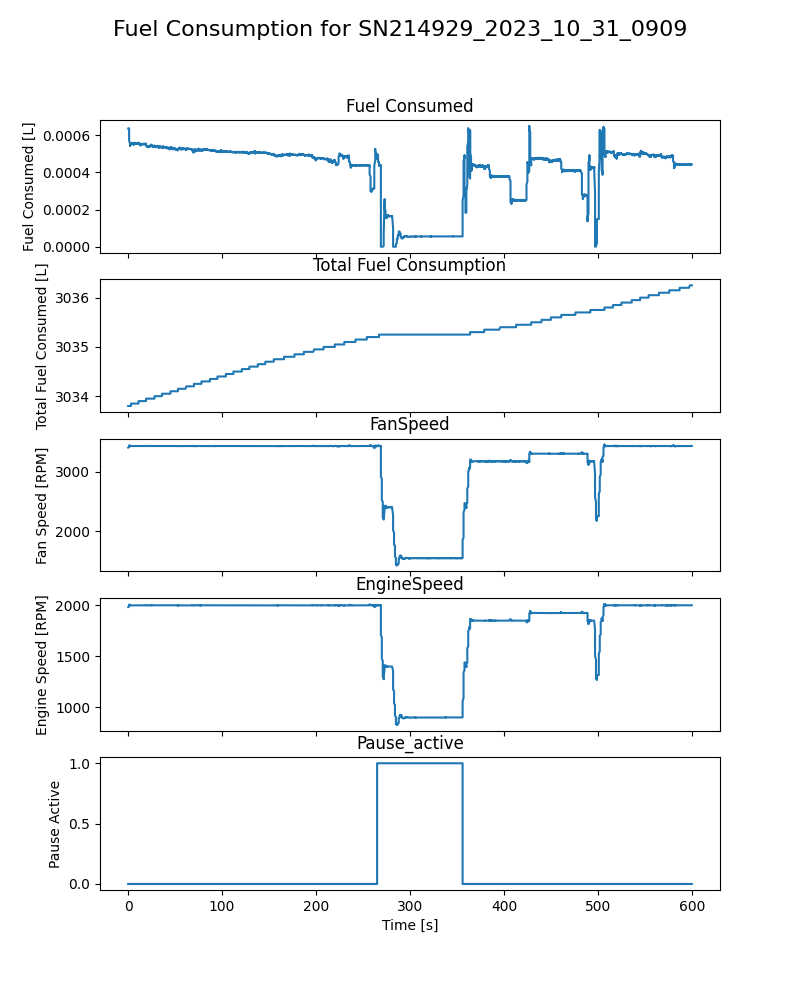 Fuel Consumption for SN214929_2023_10_31_0909
Fuel Consumed
Fuel Consumed [L]
0.0006
0.0004
0.0002
0.0000
Total Fuel Consumption
Total Fuel Consumed [L]
3036
3035
3034
FanSpeed
Fan Speed [RPM]
3000
2000
EngineSpeed
Engine Speed [RPM]
2000
1500
1000
Pause_active
Pause Active
1.0
0.5
0.0
0 100 200 300 400 500 600
Time [s]